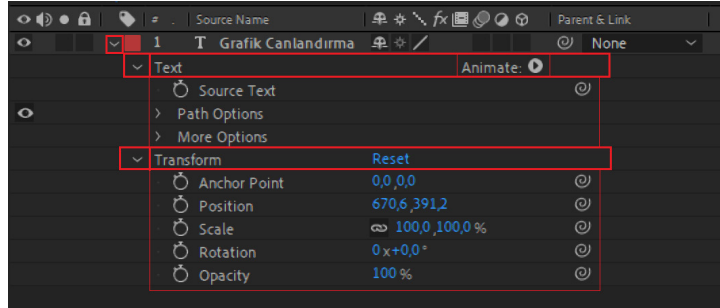 # . Source Name fx Parent & Link
1 T Grafik Canlandırma None
Text Animate:
Source Text
Path Options
More Options
Transform Reset
Anchor Point 0,0,0,0
Position 670,6,391,2
Scale 100,0,100,0 %
Rotation 0 x+0,0 °
Opacity 100 %